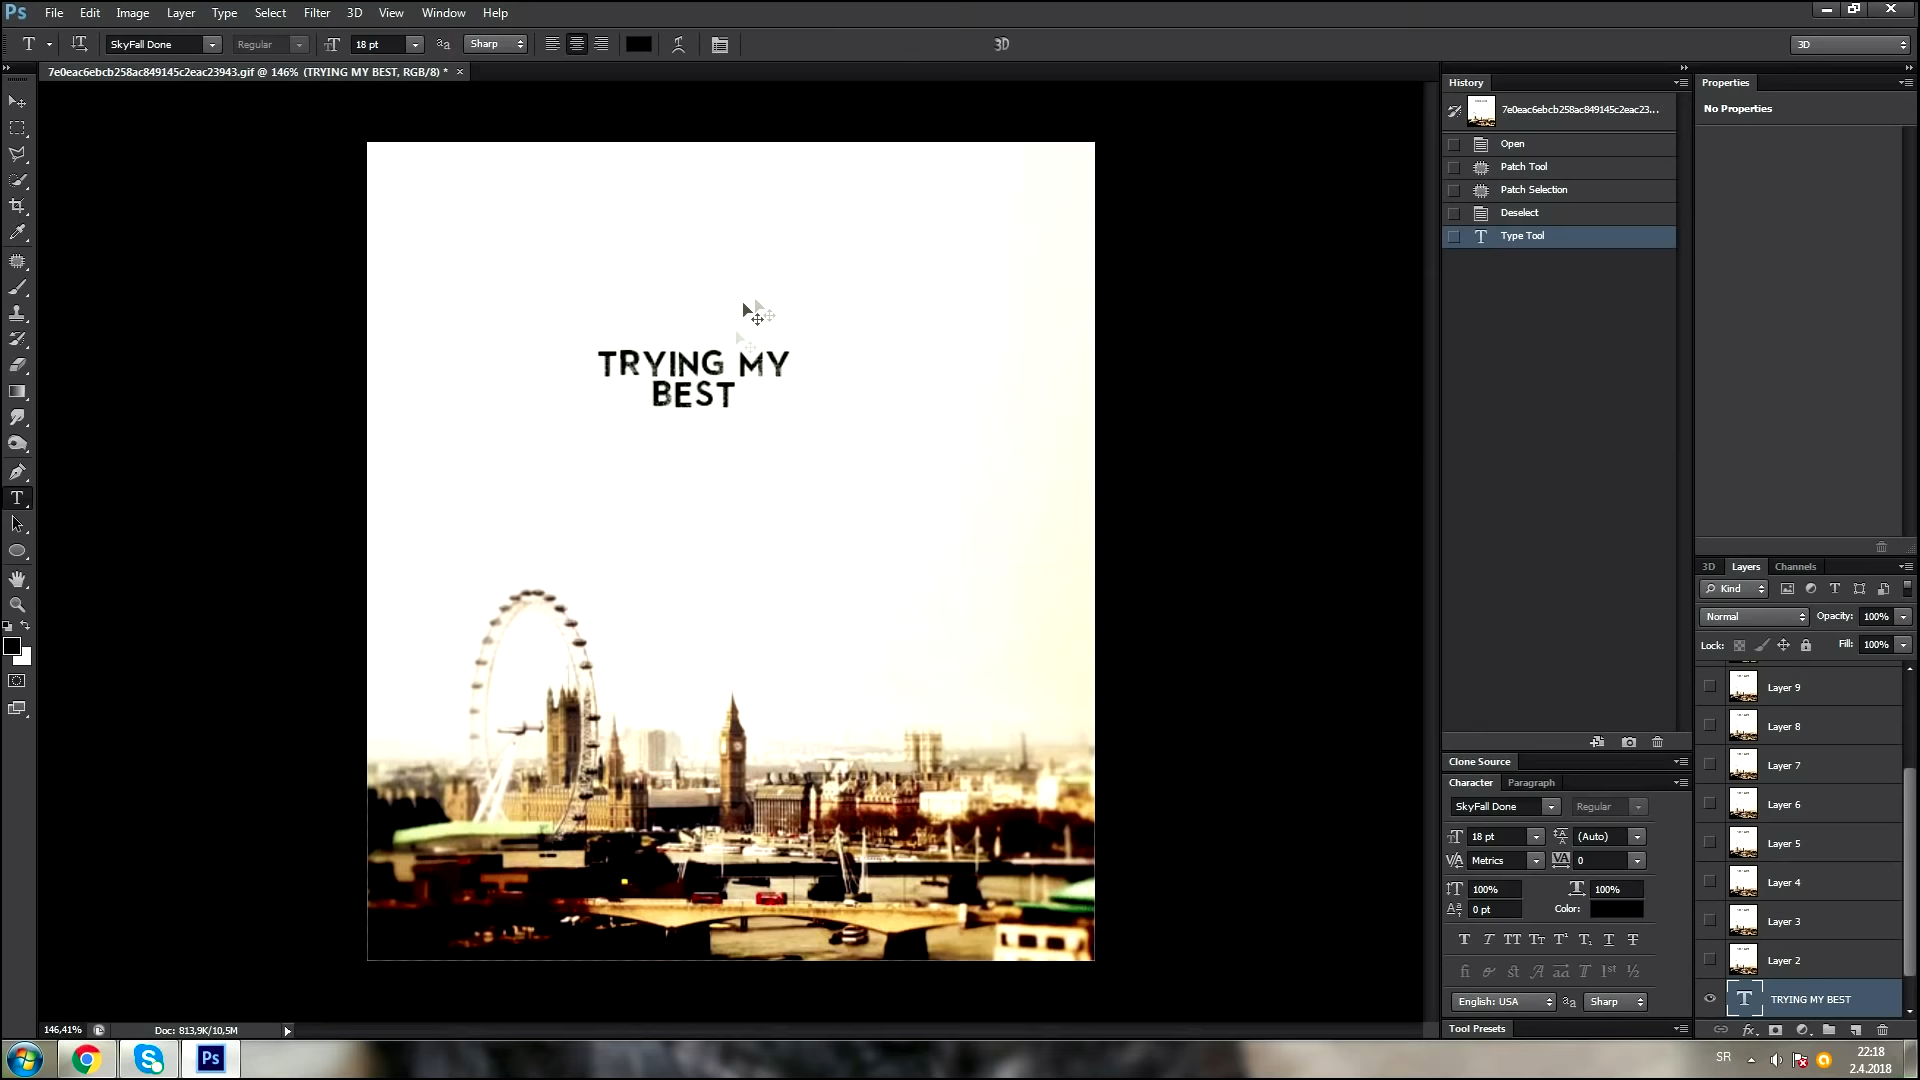 Ps File Edit Image Layer Type Select Filter 3D View Window Help
T SkyFall Done Regular 18 pt Sharp 3D 3D
7e0eac6ebcb258ac849145c2eac23943.gif @ 146% (TRYING MY BEST, RGB/8) *
History
7e0eac6ebcb258ac849145c2eac23...
Open
Patch Tool
Patch Selection
Deselect
Type Tool
Properties
No Properties
TRYING MY
BEST
3D Layers Channels
Kind
Normal Opacity: 100%
Lock: Fill: 100%
Layer 9
Layer 8
Layer 7
Layer 6
Layer 5
Layer 4
Layer 3
Layer 2
TRYING MY BEST
Clone Source
Character Paragraph
SkyFall Done Regular
18 pt (Auto)
Metrics 0
100% 100%
0 pt Color:
English: USA Sharp
Tool Presets
146,41% Doc: 813,9K/10,5M
SR 22:18
2.4.2018